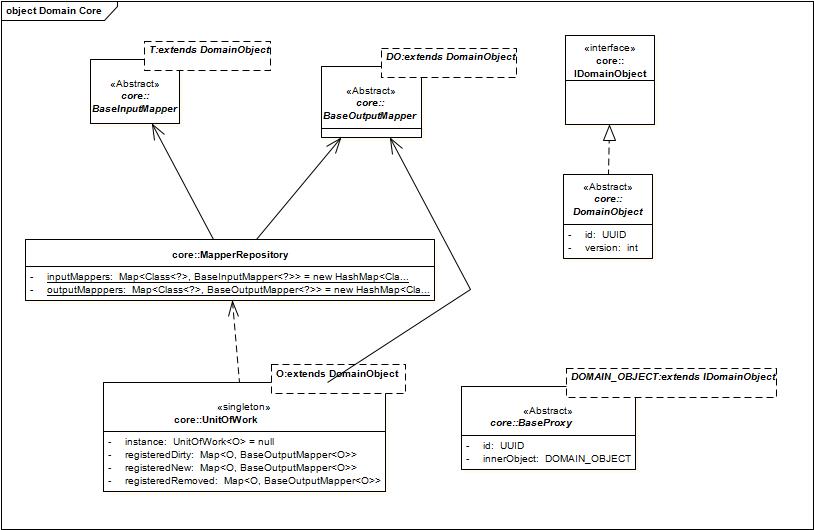 object Domain Core
T:extends DomainObject
«Abstract»
core::
BaseInputMapper
DO:extends DomainObject
«Abstract»
core::
BaseOutputMapper
«interface»
core::
IDomainObject
«Abstract»
core::
DomainObject
- id: UUID
- version: int
core::MapperRepository
- inputMappers: Map<Class<?>, BaseInputMapper<?>> = new HashMap<Cla...
- outputMapppers: Map<Class<?>, BaseOutputMapper<?>> = new HashMap<Cla...
O:extends DomainObject
«singleton»
core::UnitOfWork
- instance: UnitOfWork<O> = null
- registeredDirty: Map<O, BaseOutputMapper<O>>
- registeredNew: Map<O, BaseOutputMapper<O>>
- registeredRemoved: Map<O, BaseOutputMapper<O>>
DOMAIN_OBJECT:extends IDomainObject
«Abstract»
core::BaseProxy
- id: UUID
- innerObject: DOMAIN_OBJECT